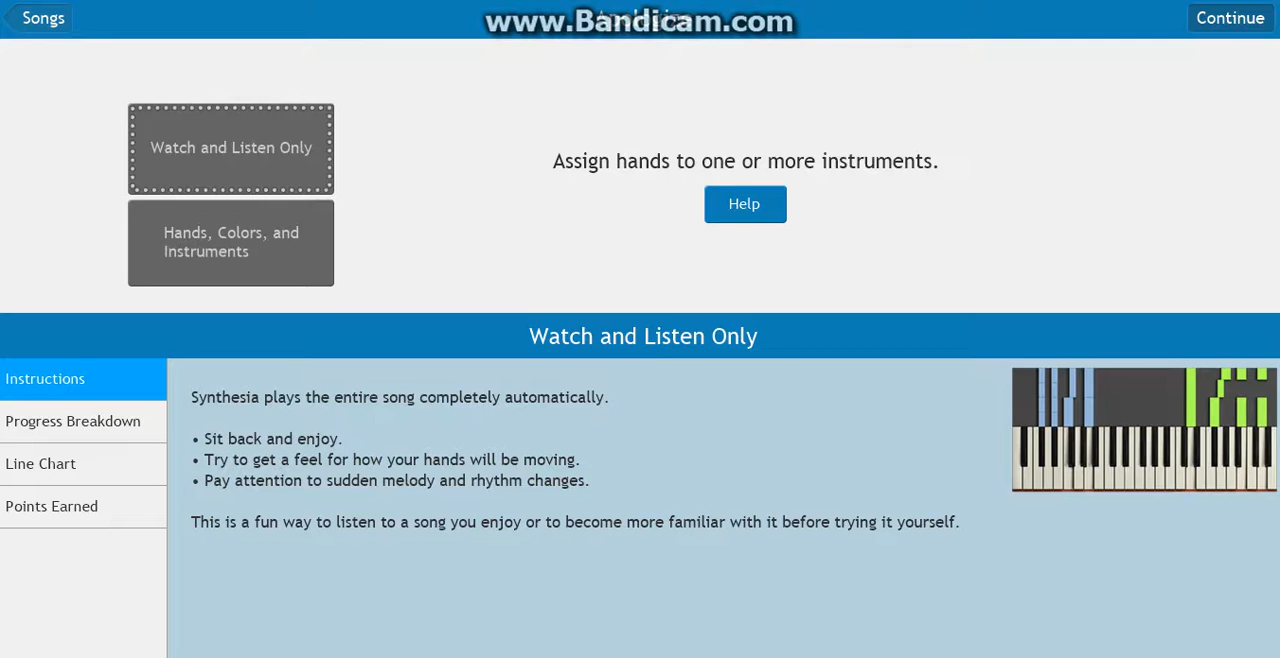 Songs
www.Bandicam.com
Continue
Watch and Listen Only
Hands, Colors, and
Instruments
Assign hands to one or more instruments.
Help
Watch and Listen Only
Instructions
Progress Breakdown
Line Chart
Points Earned
Synthesia plays the entire song completely automatically.
• Sit back and enjoy.
• Try to get a feel for how your hands will be moving.
• Pay attention to sudden melody and rhythm changes.
This is a fun way to listen to a song you enjoy or to become more familiar with it before trying it yourself.